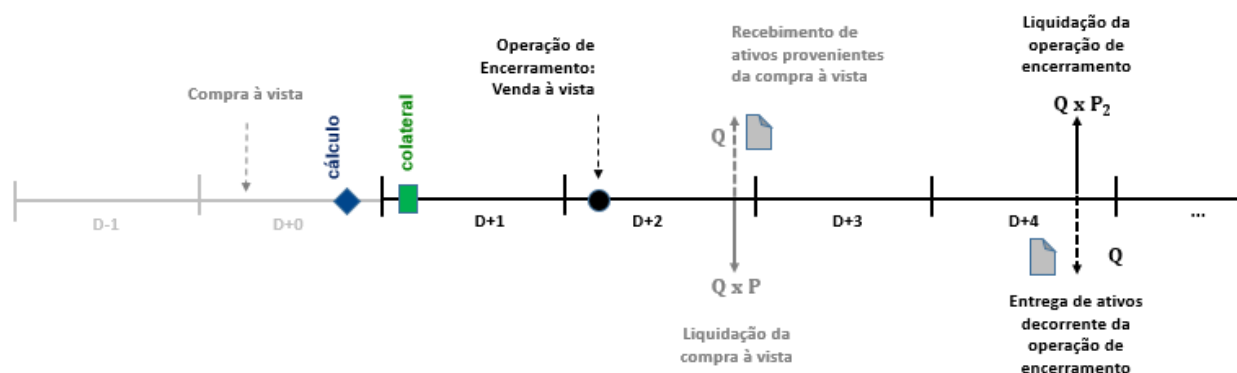 Compra à vista
cálculo
colateral
Operação de
Encerramento:
Venda à vista
Recebimento de
ativos provenientes
da compra à vista
Q
Liquidação da
operação de
encerramento
Q x P₂
D-1
D+0
D+1
D+2
D+3
D+4
...
Q x P
Liquidação da
compra à vista
Q
Entrega de ativos
decorrente da
operação de
encerramento